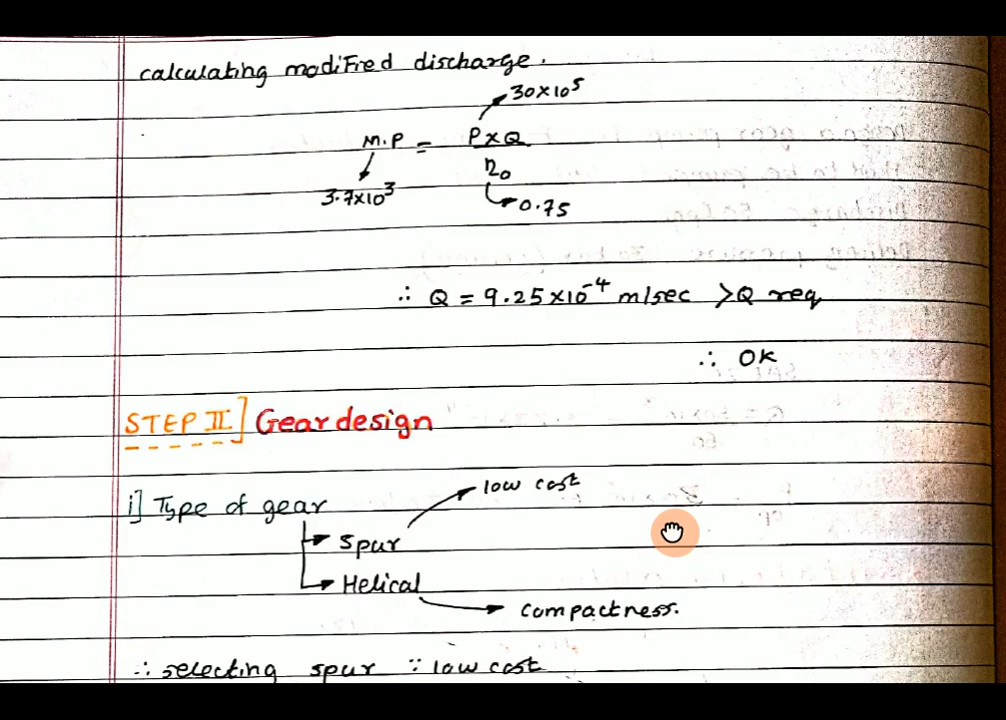 calculating modified discharge.
30×10⁵
M.P = P×Q
η₀
3.7×10³
0.75
∴ Q = 9.25×10⁻⁴ m/sec >Q req
∴ OK
STEP II] Gear design
i] Type of gear
low cost
Spur
Helical
compactness.
∴ selecting spur ∵ low cost